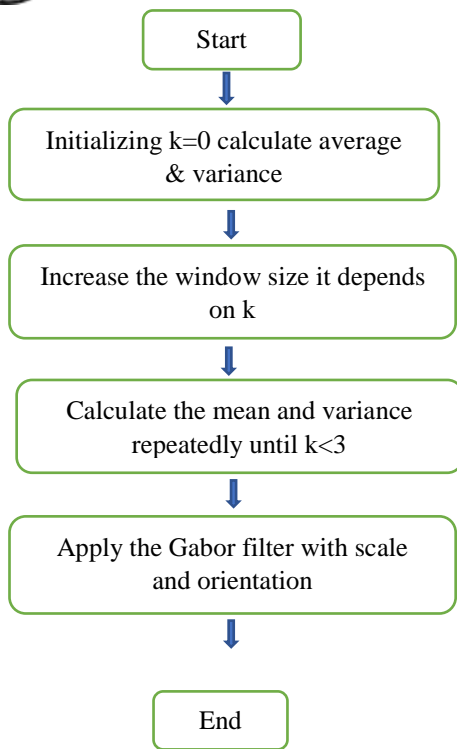 Start
Initializing k=0 calculate average
& variance
Increase the window size it depends
on k
Calculate the mean and variance
repeatedly until k<3
Apply the Gabor filter with scale
and orientation
End